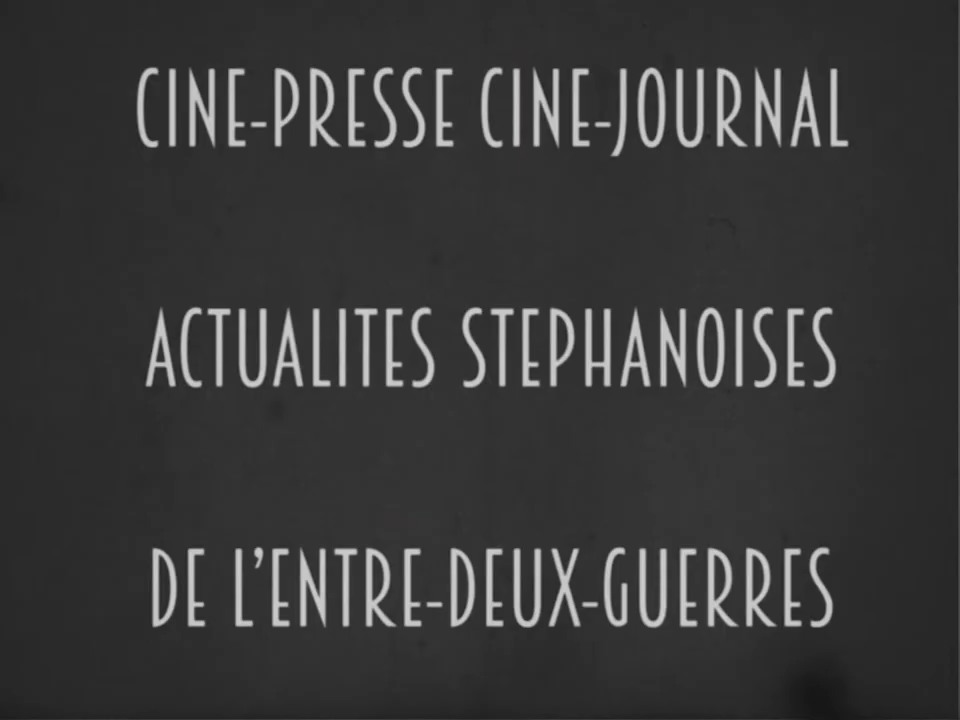 CINE-PRESSE CINE-JOURNAL
ACTUALITES STEPHANOISES
DE L’ENTRE-DEUX-GUERRES